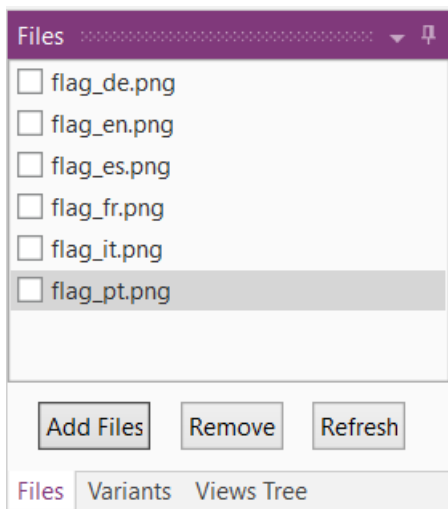 Files
flag_de.png
flag_en.png
flag_es.png
flag_fr.png
flag_it.png
flag_pt.png
Add Files Remove Refresh
Files Variants Views Tree